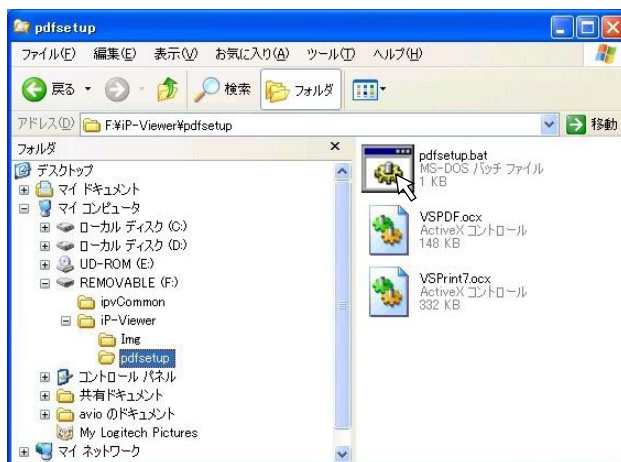 pdfsetup
ファイル(F) 編集(E) 表示(V) お気に入り(A) ツール(T) ヘルプ(H)
戻る 検索 フォルダ
アドレス(D) F:¥iP-Viewer¥pdfsetup 移動
フォルダ
デスクトップ
マイ ドキュメント
マイ コンピュータ
ローカル ディスク (C:)
ローカル ディスク (D:)
UD-ROM (E:)
REMOVABLE (F:)
ipvCommon
iP-Viewer
Img
pdfsetup
コントロール パネル
共有ドキュメント
avio のドキュメント
My Logitech Pictures
マイ ネットワーク
pdfsetup.bat
MS-DOS バッチ ファイル
1 KB
VSPDF.ocx
ActiveX コントロール
148 KB
VSPrint7.ocx
ActiveX コントロール
332 KB